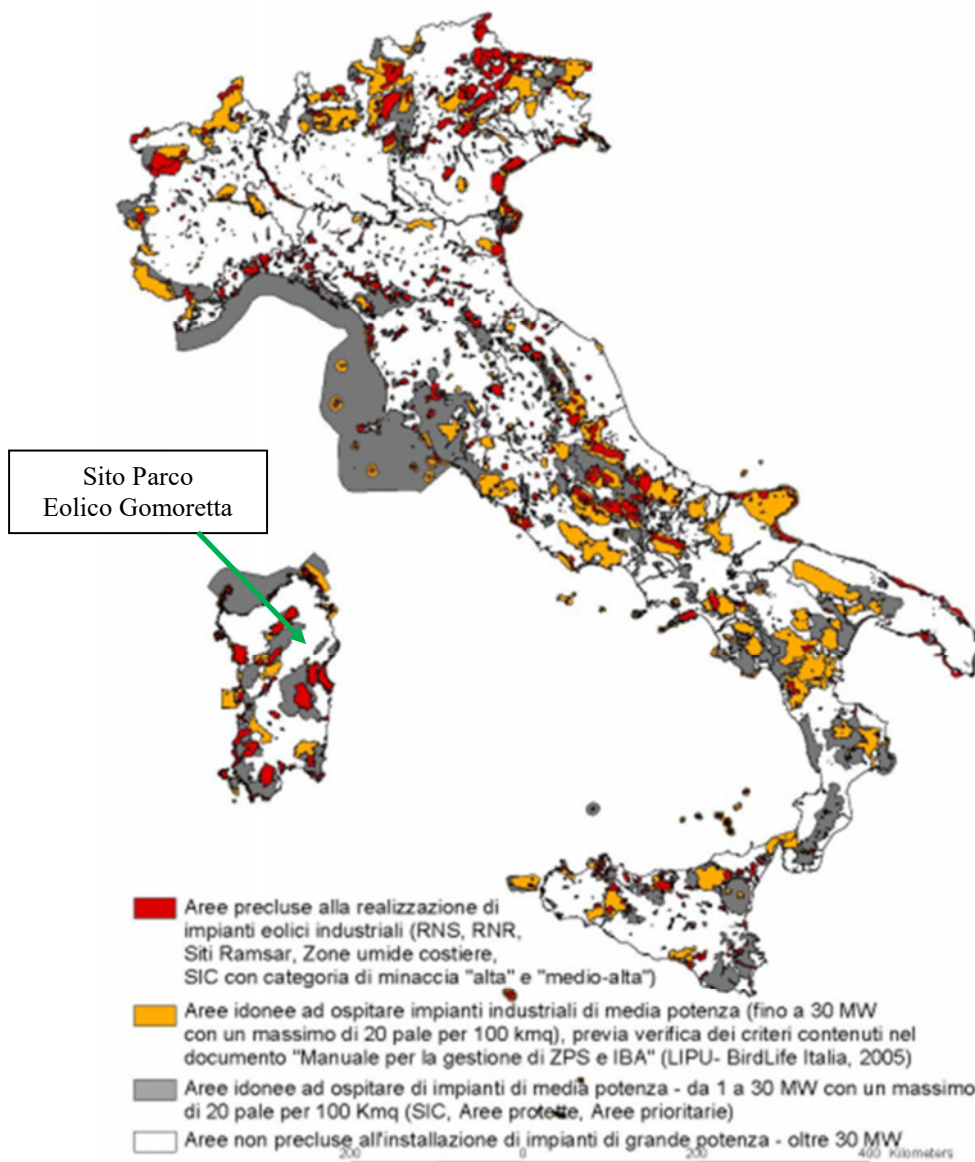 Sito Parco
Eolico Gomoretta
Aree precluse alla realizzazione di
impianti eolici industriali (RNS, RNR,
Siti Ramsar, Zone umide costiere,
SIC con categoria di minaccia "alta" e "medio-alta")
Aree idonee ad ospitare impianti industriali di media potenza (fino a 30 MW
con un massimo di 20 pale per 100 kmq), previa verifica dei criteri contenuti nel
documento "Manuale per la gestione di ZPS e IBA" (LIPU- BirdLife Italia, 2005)
Aree idonee ad ospitare di impianti di media potenza - da 1 a 30 MW con un massimo
di 20 pale per 100 Kmq (SIC, Aree protette, Aree prioritarie)
Aree non precluse all'installazione di impianti di grande potenza - oltre 30 MW
200 0 200 400 Kilometers